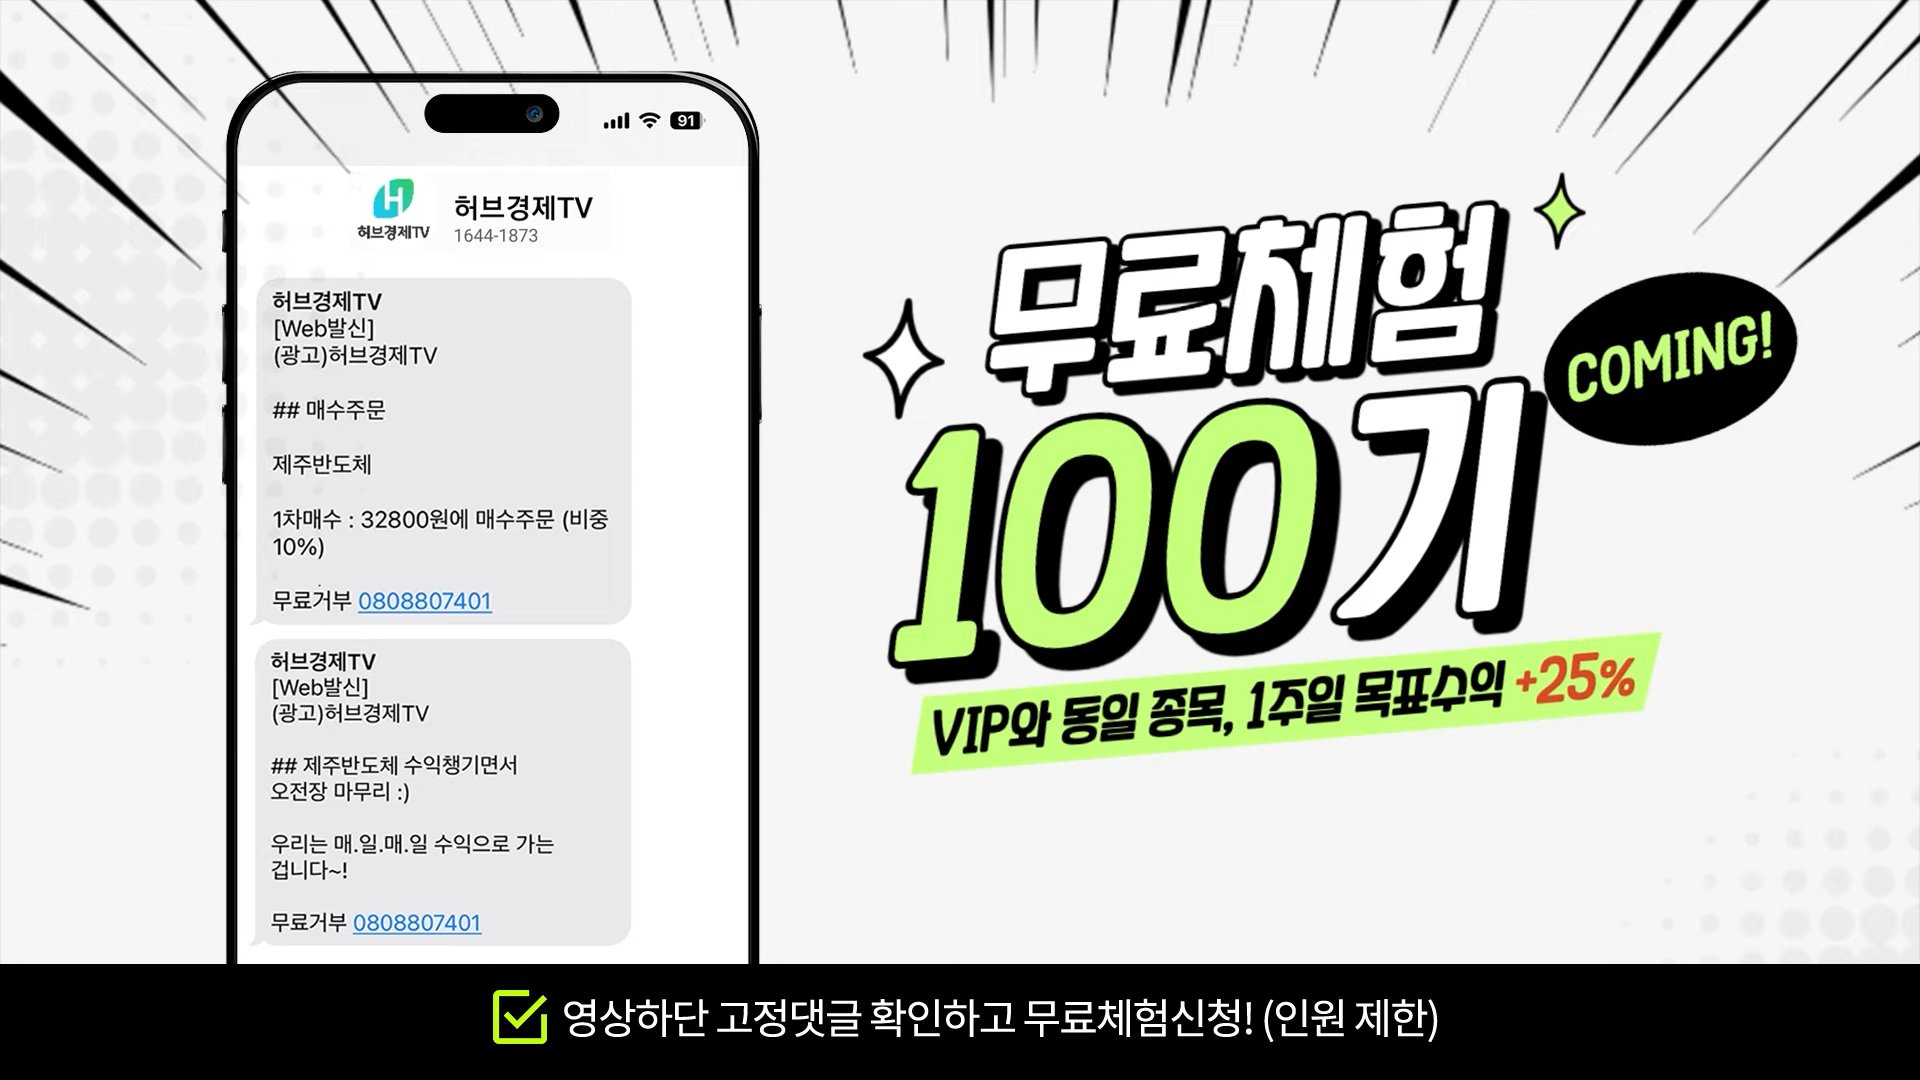 91
허브경제TV
허브경제TV
1644-1873
허브경제TV
[Web발신]
(광고)허브경제TV
## 매수주문
제주반도체
1차매수 : 32800원에 매수주문 (비중
10%)
무료거부 0808807401
허브경제TV
[Web발신]
(광고)허브경제TV
## 제주반도체 수익챙기면서
오전장 마무리 :)
우리는 매.일.매.일 수익으로 가는
겁니다~!
무료거부 0808807401
무료체험
100기
COMING!
VIP와 동일 종목, 1주일 목표수익 +25%
영상하단 고정댓글 확인하고 무료체험신청! (인원 제한)